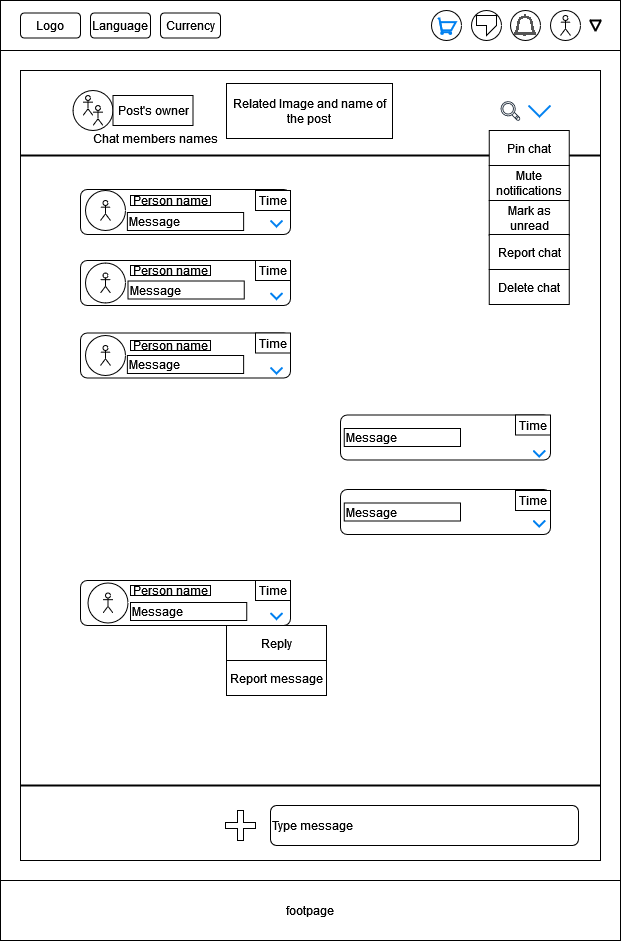 Logo
Language
Currency
Post's owner
Chat members names
Related Image and name of
the post
Pin chat
Mute
notifications
Mark as
unread
Report chat
Delete chat
Person name
Time
Message
Person name
Time
Message
Person name
Time
Message
Time
Message
Time
Message
Person name
Time
Message
Reply
Report message
Type message
footpage